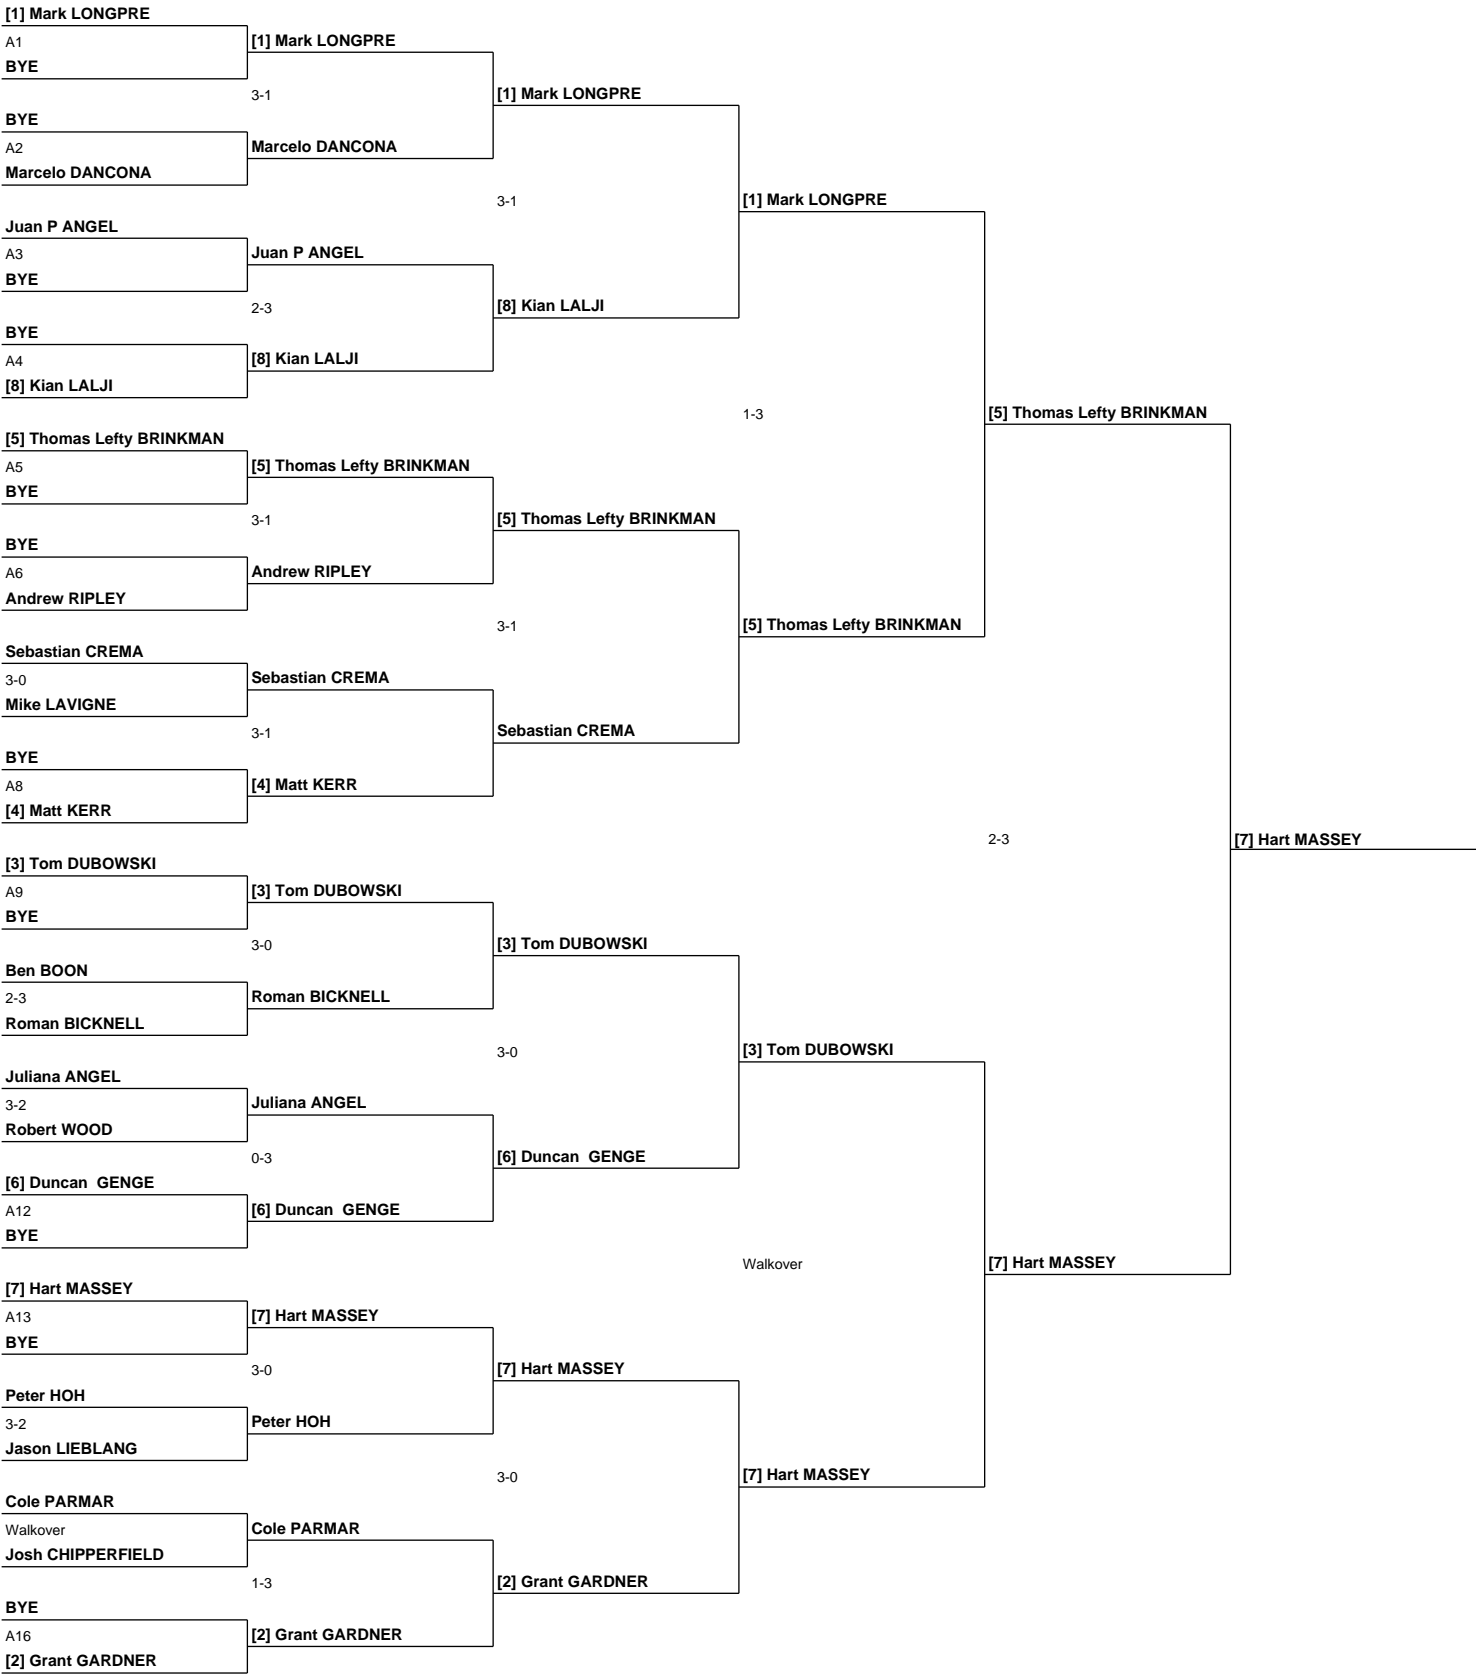 [1] Mark LONGPRE
A1
BYE
BYE
A2
Marcelo DANCONA
Juan P ANGEL
A3
BYE
BYE
A4
[8] Kian LALJI
[5] Thomas Lefty BRINKMAN
A5
BYE
BYE
A6
Andrew RIPLEY
Sebastian CREMA
3-0
Mike LAVIGNE
BYE
A8
[4] Matt KERR
[3] Tom DUBOWSKI
A9
BYE
Ben BOON
2-3
Roman BICKNELL
Juliana ANGEL
3-2
Robert WOOD
[6] Duncan  GENGE
A12
BYE
[7] Hart MASSEY
A13
BYE
Peter HOH
3-2
Jason LIEBLANG
Cole PARMAR
Walkover
Josh CHIPPERFIELD
BYE
A16
[2] Grant GARDNER
[1] Mark LONGPRE
3-1
Marcelo DANCONA
Juan P ANGEL
2-3
[8] Kian LALJI
[5] Thomas Lefty BRINKMAN
3-1
Andrew RIPLEY
Sebastian CREMA
3-1
[4] Matt KERR
[3] Tom DUBOWSKI
3-0
Roman BICKNELL
Juliana ANGEL
0-3
[6] Duncan  GENGE
[7] Hart MASSEY
3-0
Peter HOH
Cole PARMAR
1-3
[2] Grant GARDNER
[1] Mark LONGPRE
3-1
[8] Kian LALJI
[5] Thomas Lefty BRINKMAN
3-1
Sebastian CREMA
[3] Tom DUBOWSKI
3-0
[6] Duncan  GENGE
[7] Hart MASSEY
3-0
[2] Grant GARDNER
[1] Mark LONGPRE
1-3
[5] Thomas Lefty BRINKMAN
[3] Tom DUBOWSKI
Walkover
[7] Hart MASSEY
[5] Thomas Lefty BRINKMAN
2-3
[7] Hart MASSEY
[7] Hart MASSEY